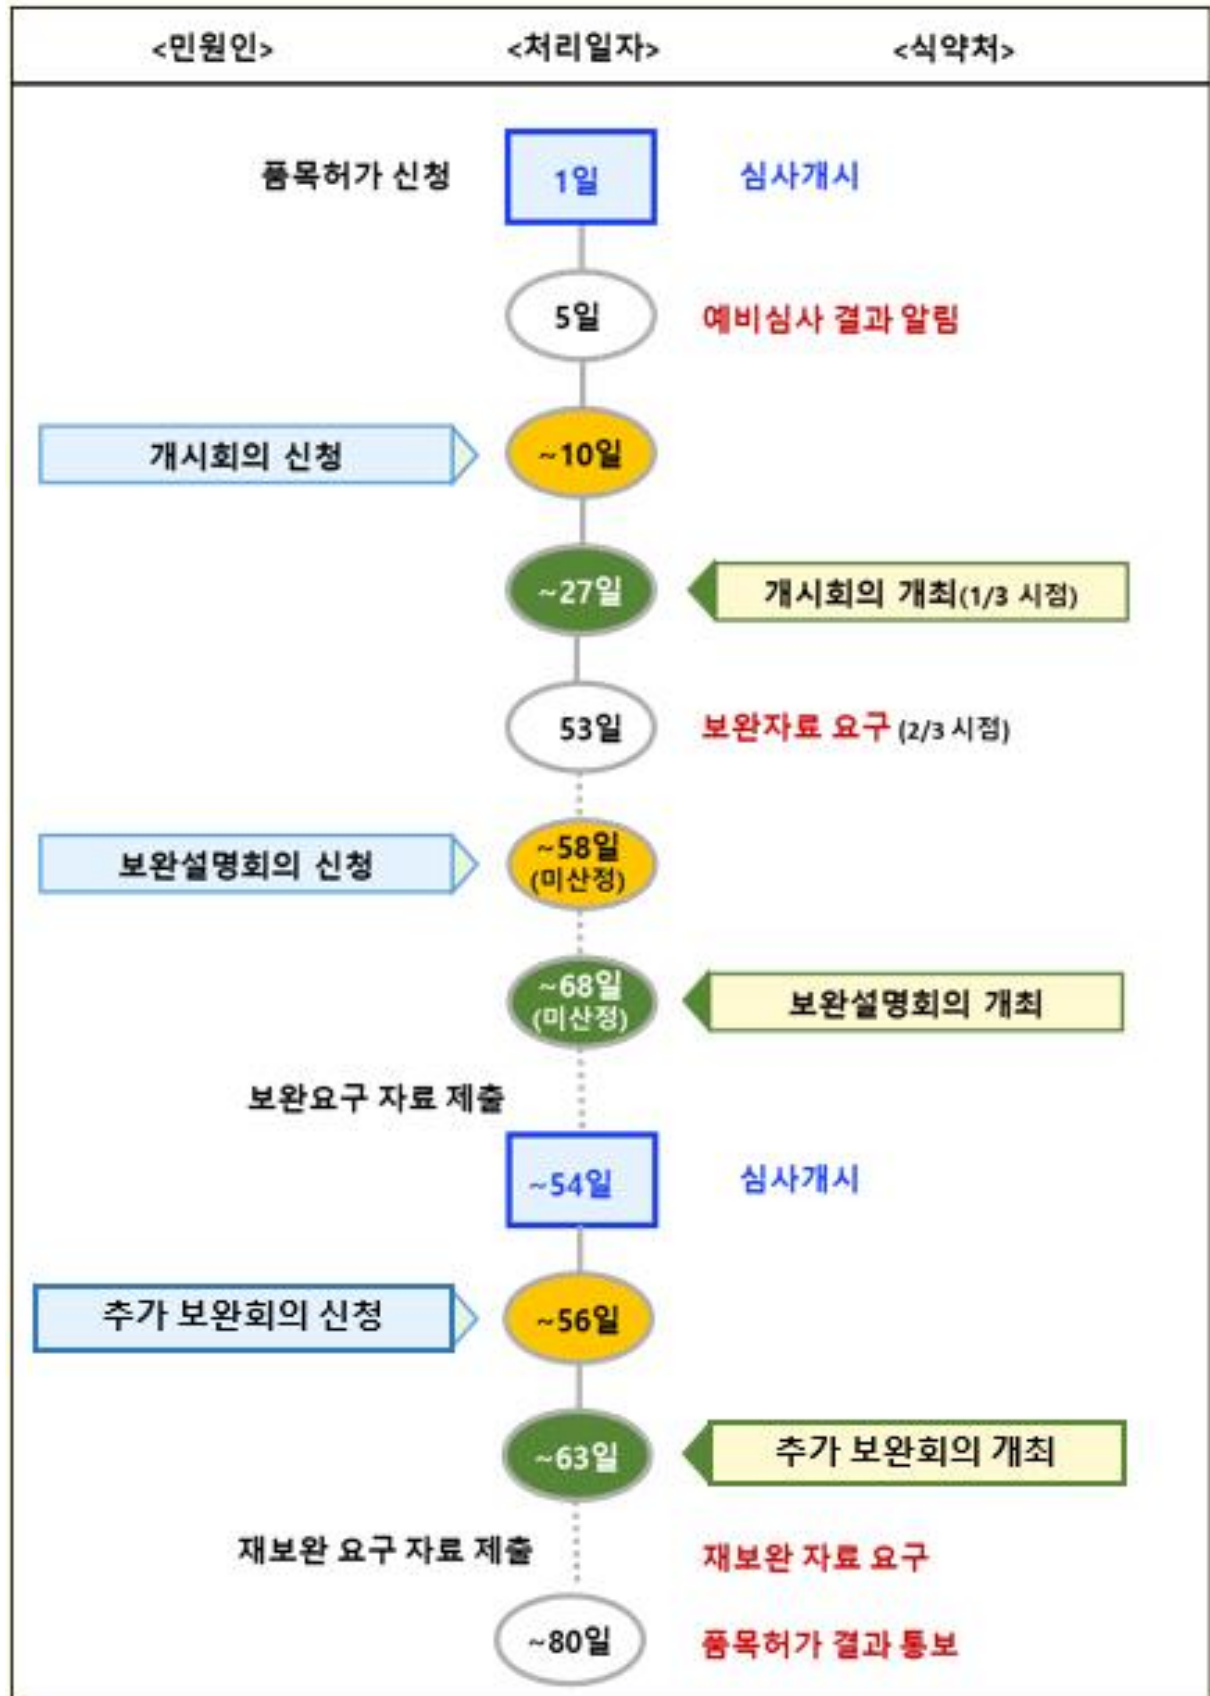 <민원인> <처리일자> <식약처>
품목허가 신청 1일 심사개시
5일 예비심사 결과 알림
개시회의 신청 ~10일
~27일 개시회의 개최(1/3 시점)
53일 보완자료 요구 (2/3 시점)
보완설명회의 신청 ~58일
(미산정)
~68일
(미산정) 보완설명회의 개최
보완요구 자료 제출
~54일 심사개시
추가 보완회의 신청 ~56일
~63일 추가 보완회의 개최
재보완 요구 자료 제출 재보완 자료 요구
~80일 품목허가 결과 통보